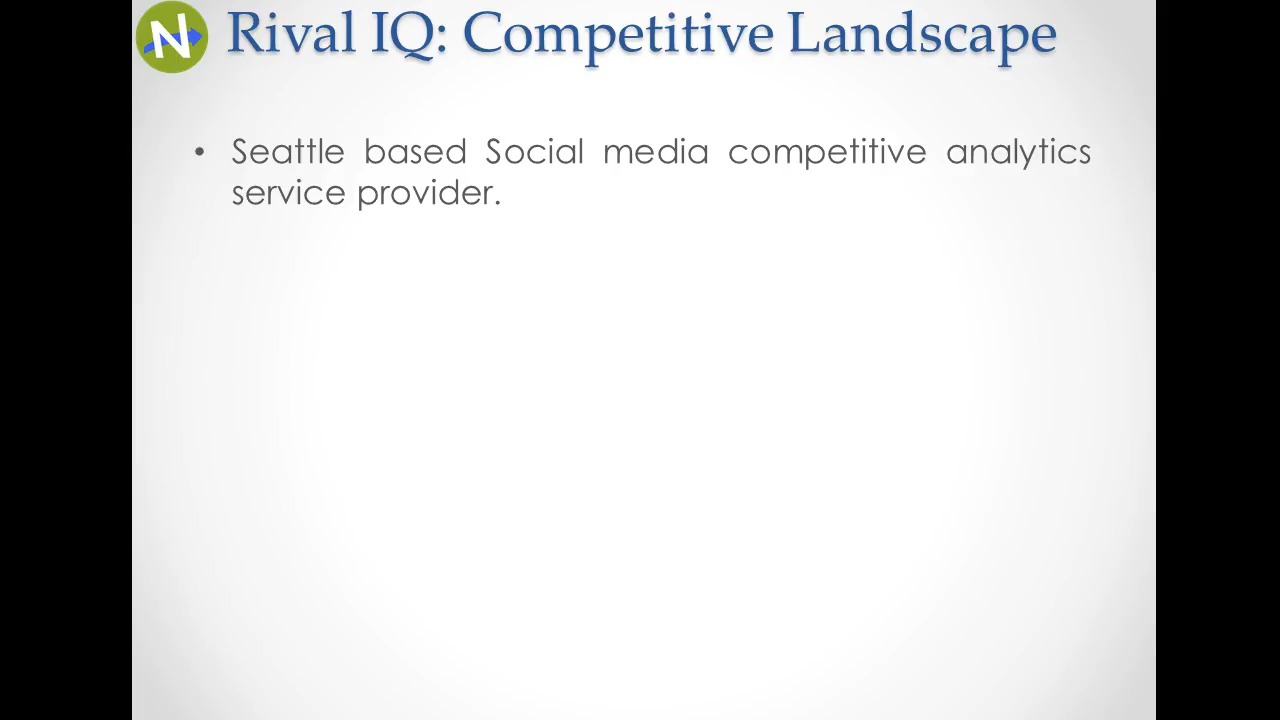 N
Rival IQ: Competitive Landscape
• Seattle based Social media competitive analytics
service provider.